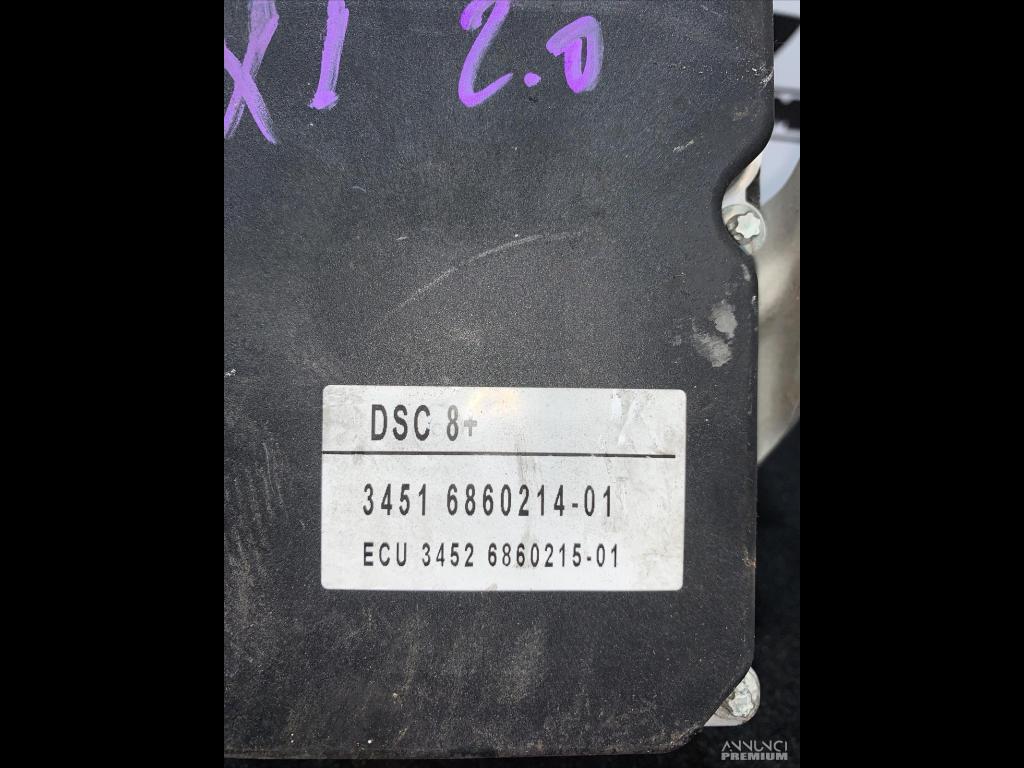 X1 2.0
DSC 8+
3451 6860214-01
ECU 3452 6860215-01
ANNUNCI
PREMIUM